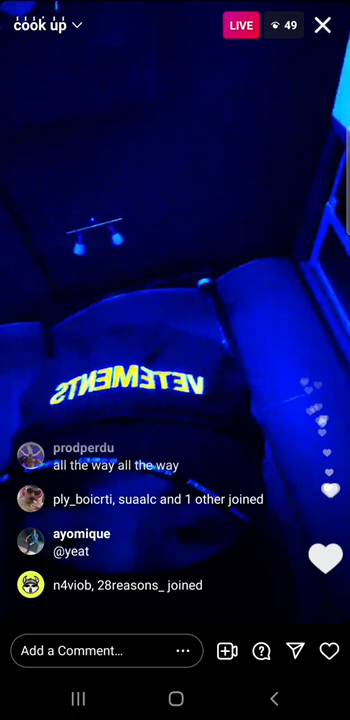 cook up
LIVE
49
VETEMENTS
prodperdu
all the way all the way
ply_boicrti, suaalc and 1 other joined
ayomique
@yeat
n4viob, 28reasons_ joined
Add a Comment...